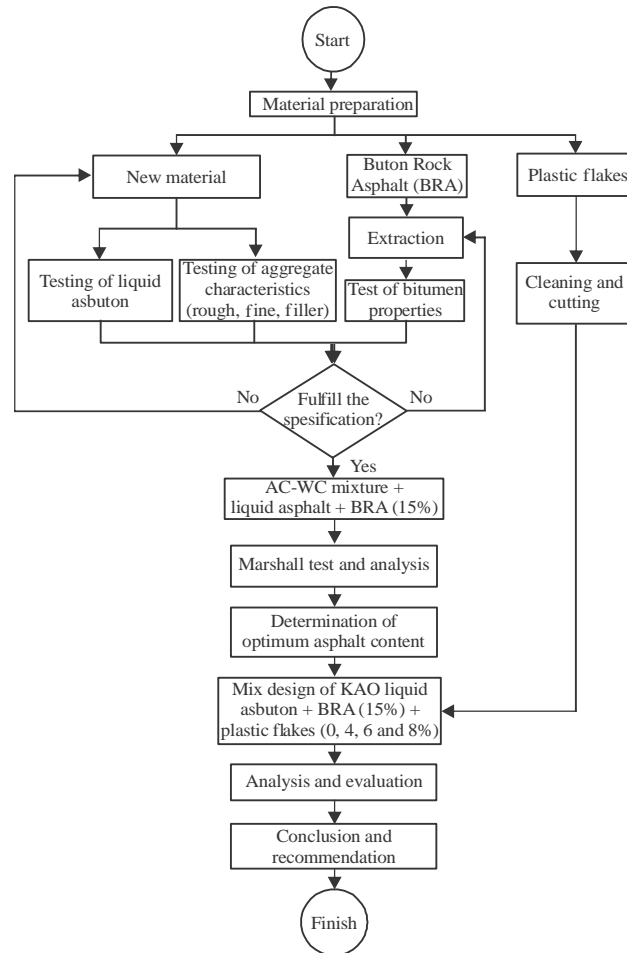 Start
Material preparation
New material
Buton Rock
Asphalt (BRA)
Plastic flakes
Extraction
Testing of liquid
asbuton
Testing of aggregate
characteristics
(rough, fine, filler)
Test of bitumen
properties
Cleaning and
cutting
No
Fulfill the
spesification?
No
Yes
AC-WC mixture +
liquid asphalt + BRA (15%)
Marshall test and analysis
Determination of
optimum asphalt content
Mix design of KAO liquid
asbuton + BRA (15%) +
plastic flakes (0, 4, 6 and 8%)
Analysis and evaluation
Conclusion and
recommendation
Finish